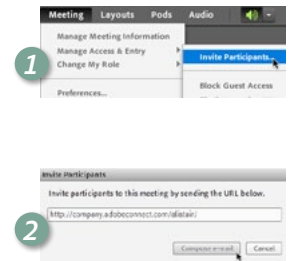 Meeting Layouts Pods Audio
Manage Meeting Information
Manage Access & Entry
Invite Participants...
Change My Role
1
Block Guest Access
Preferences...
Invite Participants
Invite participants to this meeting by sending the URL below.
http://company.adobeconnect.com/alistair/
2
Compose e-mail Cancel